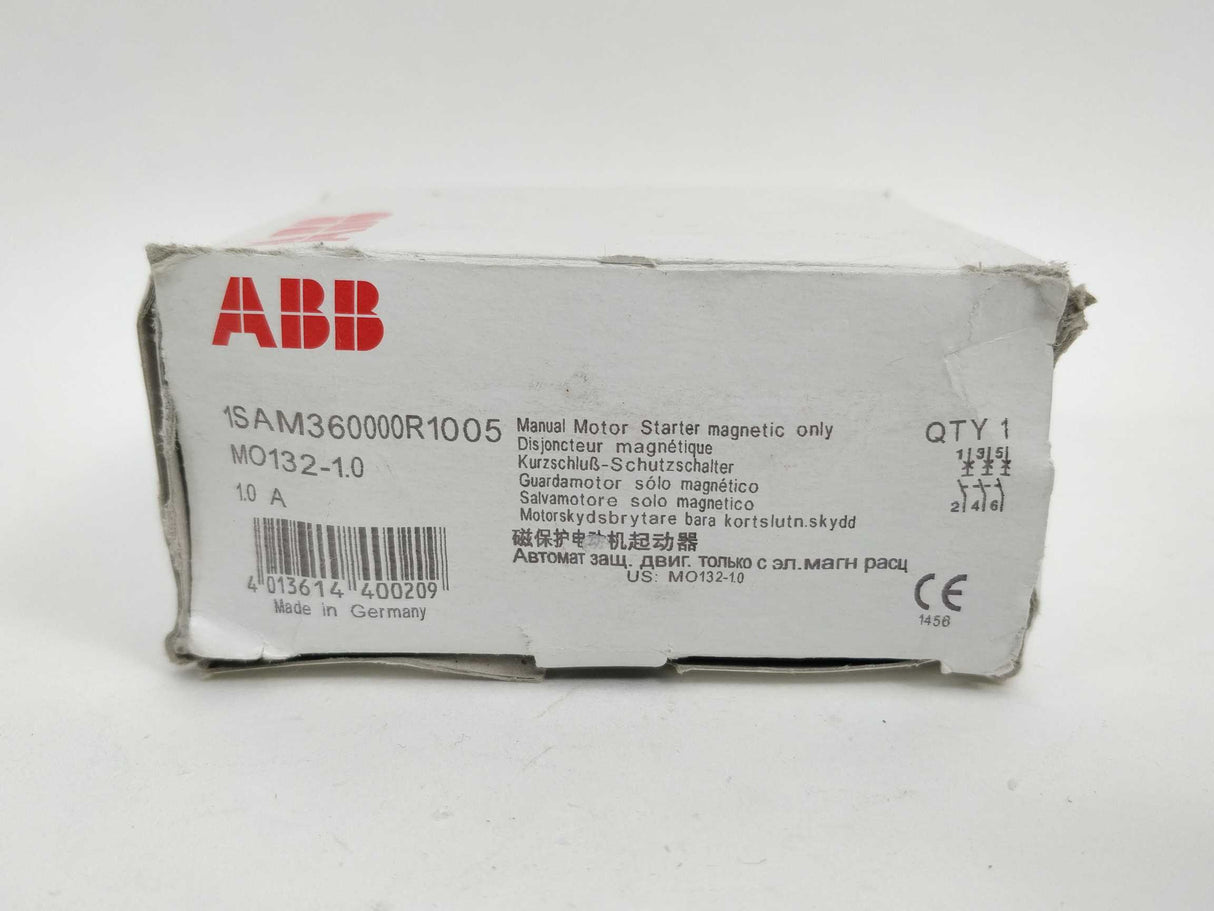 ABB
1SAM360000R1005
MO132-1.0
1.0 A
4 013614 400209
Made in Germany
Manual Motor Starter magnetic only
Disjoncteur magnétique
Kurzschluß-Schutzschalter
Guardamotor sólo magnético
Salvamotore solo magnetico
Motorskydsbrytare bara kortslutn.skydd
磁保护电动机起动器
Автомат защ. двиг. только с эл.магн расц
US: MO132-1.0
QTY 1
1 3 5
2 4 6
CE
1456